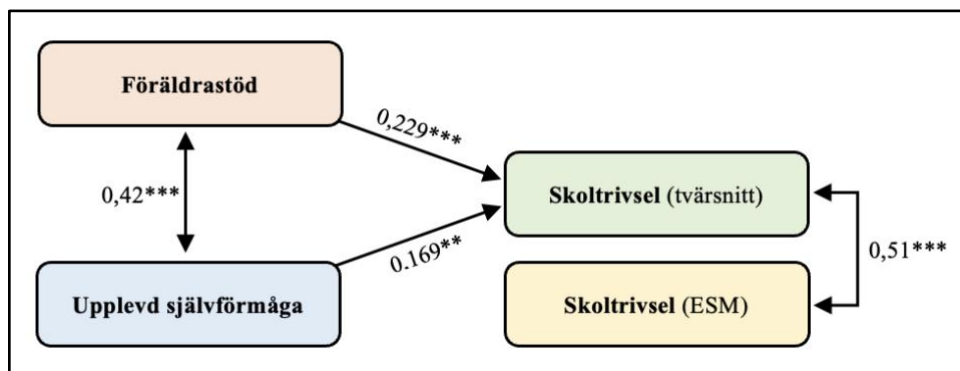 Föräldrastöd
0,229***
0,42***
Skoltrivsel (tvärsnitt)
0.169**
0,51***
Upplevd självförmåga
Skoltrivsel (ESM)